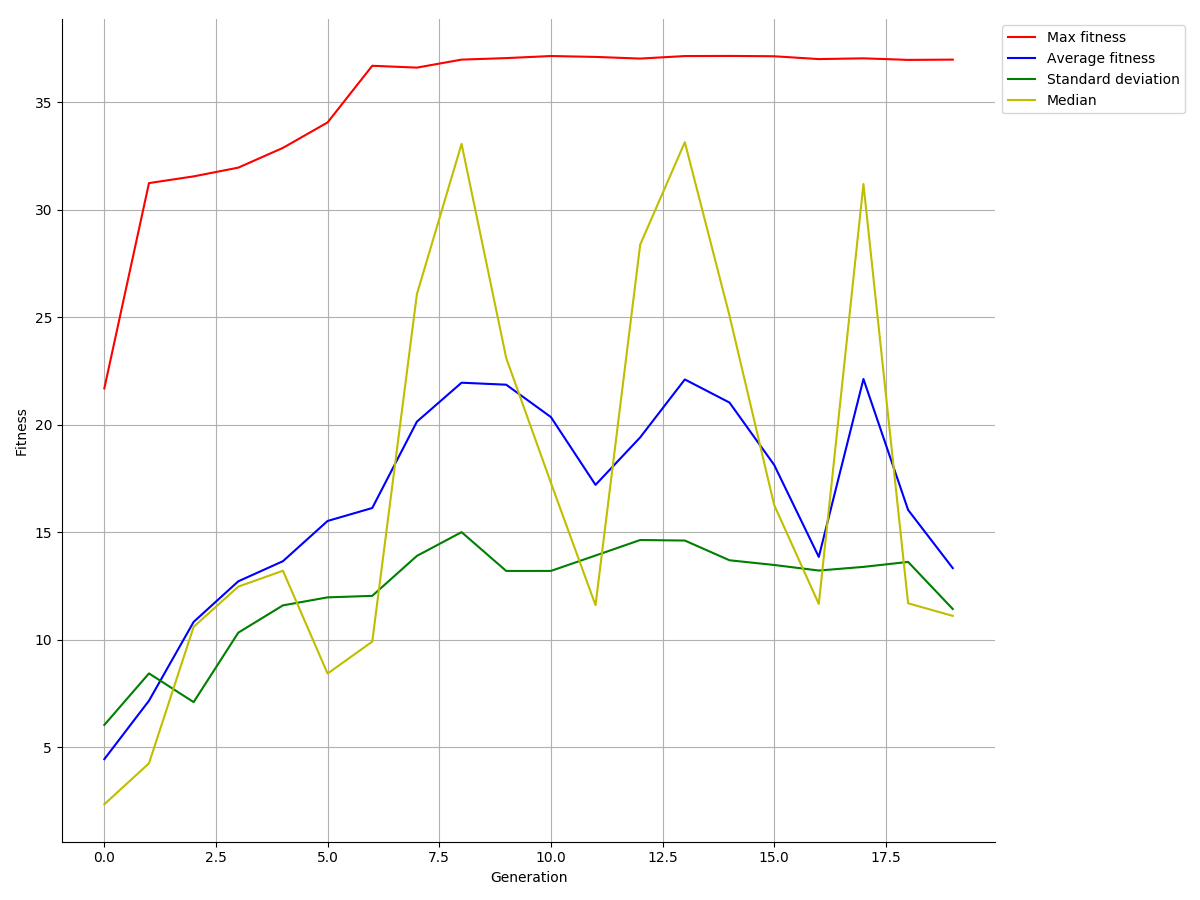 Max fitness
Average fitness
Standard deviation
Median
35
30
25
20
15
10
5
Fitness
0.0 2.5 5.0 7.5 10.0 12.5 15.0 17.5
Generation